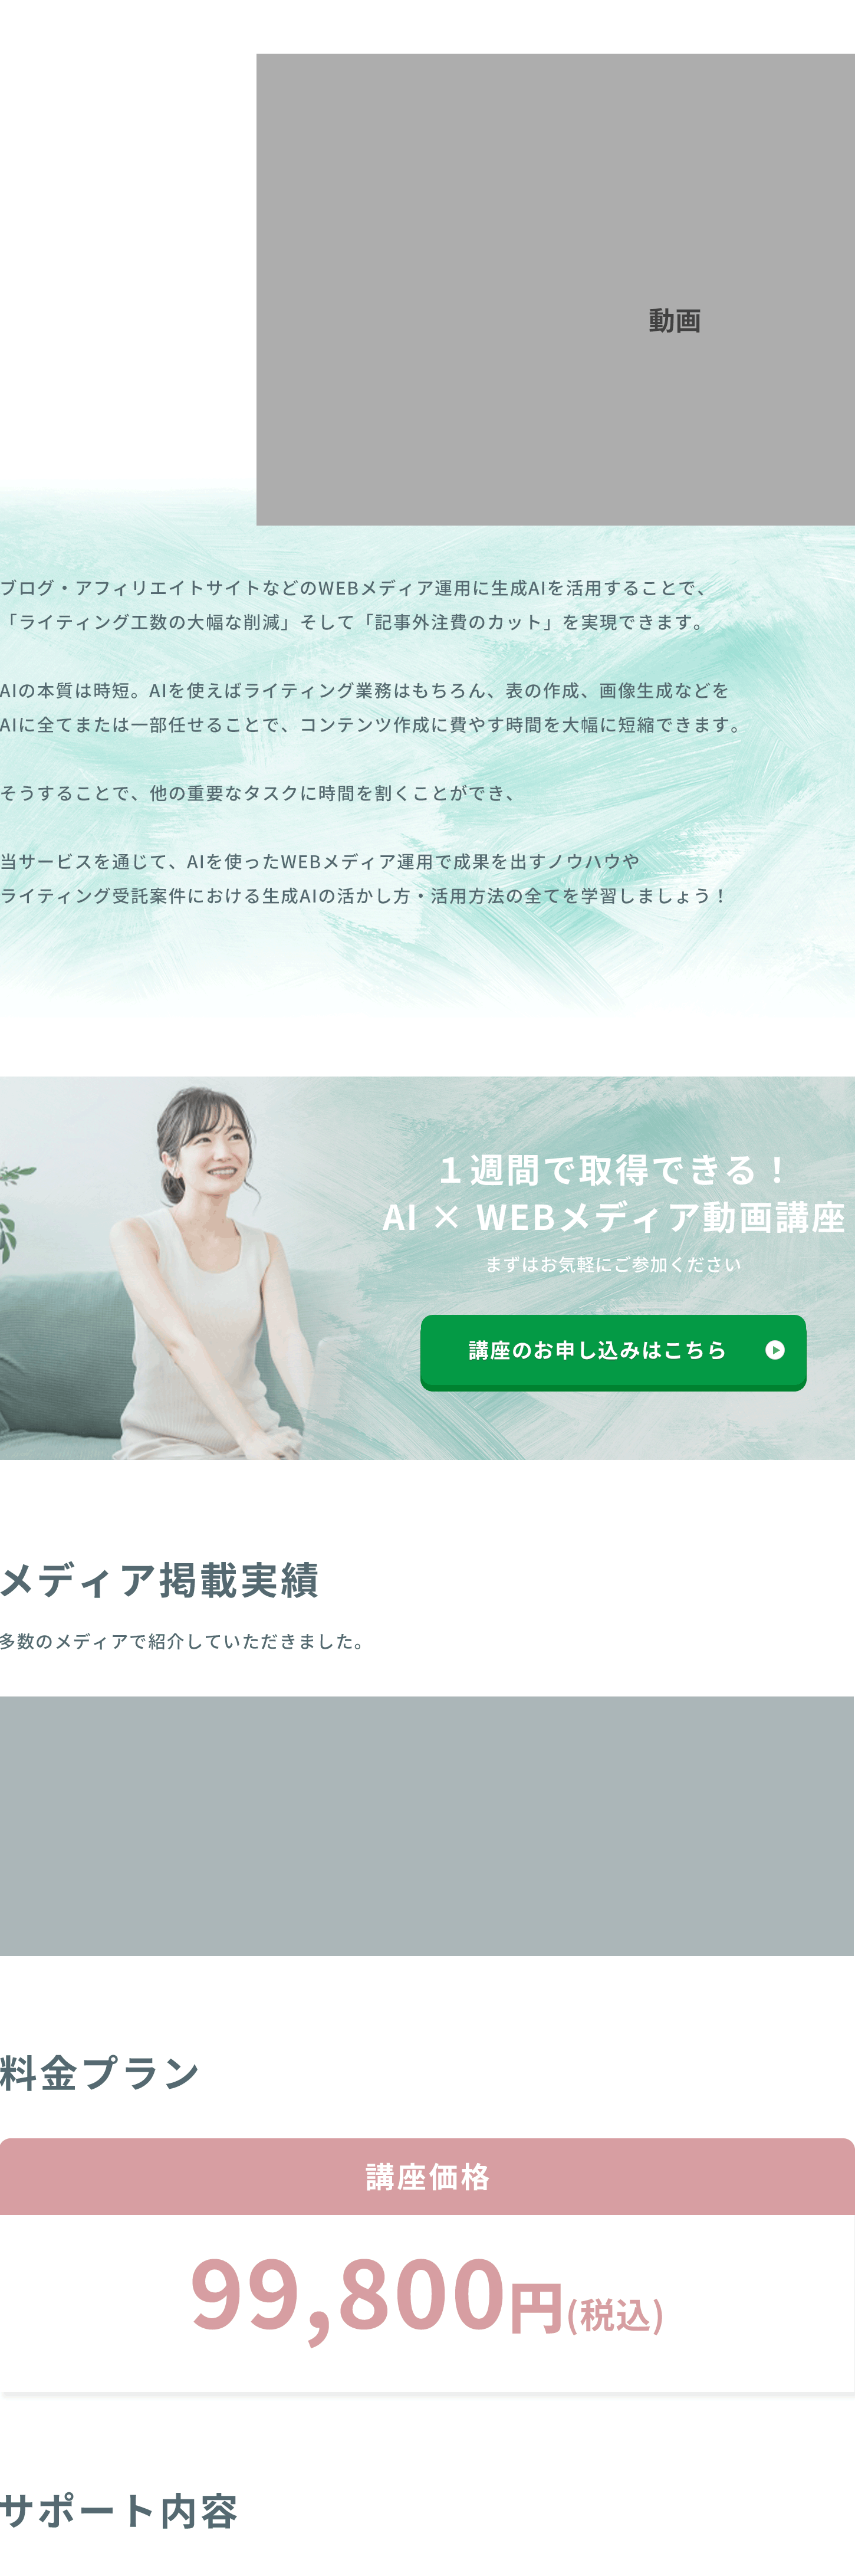 動画
ブログ・アフィリエイトサイトなどのWEBメディア運用に生成AIを活用することで、
「ライティング工数の大幅な削減」そして「記事外注費のカット」を実現できます。
AIの本質は時短。AIを使えばライティング業務はもちろん、表の作成、画像生成などを
AIに全てまたは一部任せることで、コンテンツ作成に費やす時間を大幅に短縮できます。
そうすることで、他の重要なタスクに時間を割くことができ、
当サービスを通じて、AIを使ったWEBメディア運用で成果を出すノウハウや
ライティング受託案件における生成AIの活かし方・活用方法の全てを学習しましょう！
１週間で取得できる！
AI × WEBメディア動画講座
まずはお気軽にご参加ください
講座のお申し込みはこちら
メディア掲載実績
多数のメディアで紹介していただきました。
料金プラン
講座価格
99,800円(税込)
サポート内容